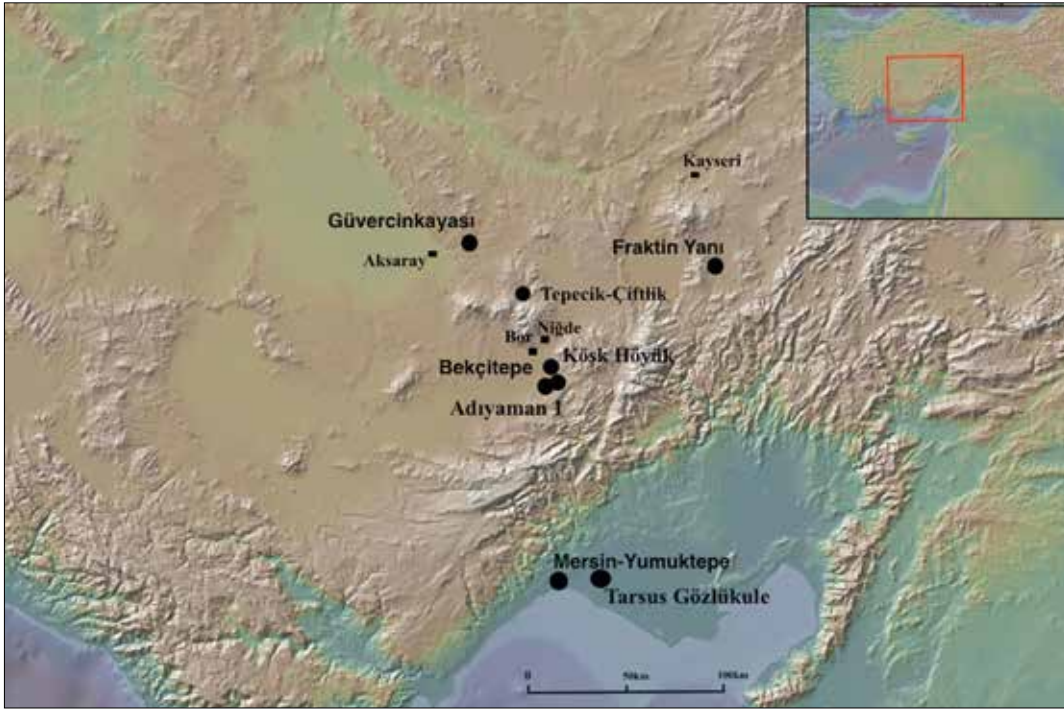 Kayseri
Güvercinkayası
Fraktin Yanı
Aksaray
Tepecik-Çiftlik
Bor Niğde
Köşk Höyük
Bekçitepe
Adıyaman 1
Mersin-Yumuktepe
Tarsus Gözlükule
0 50km 100km